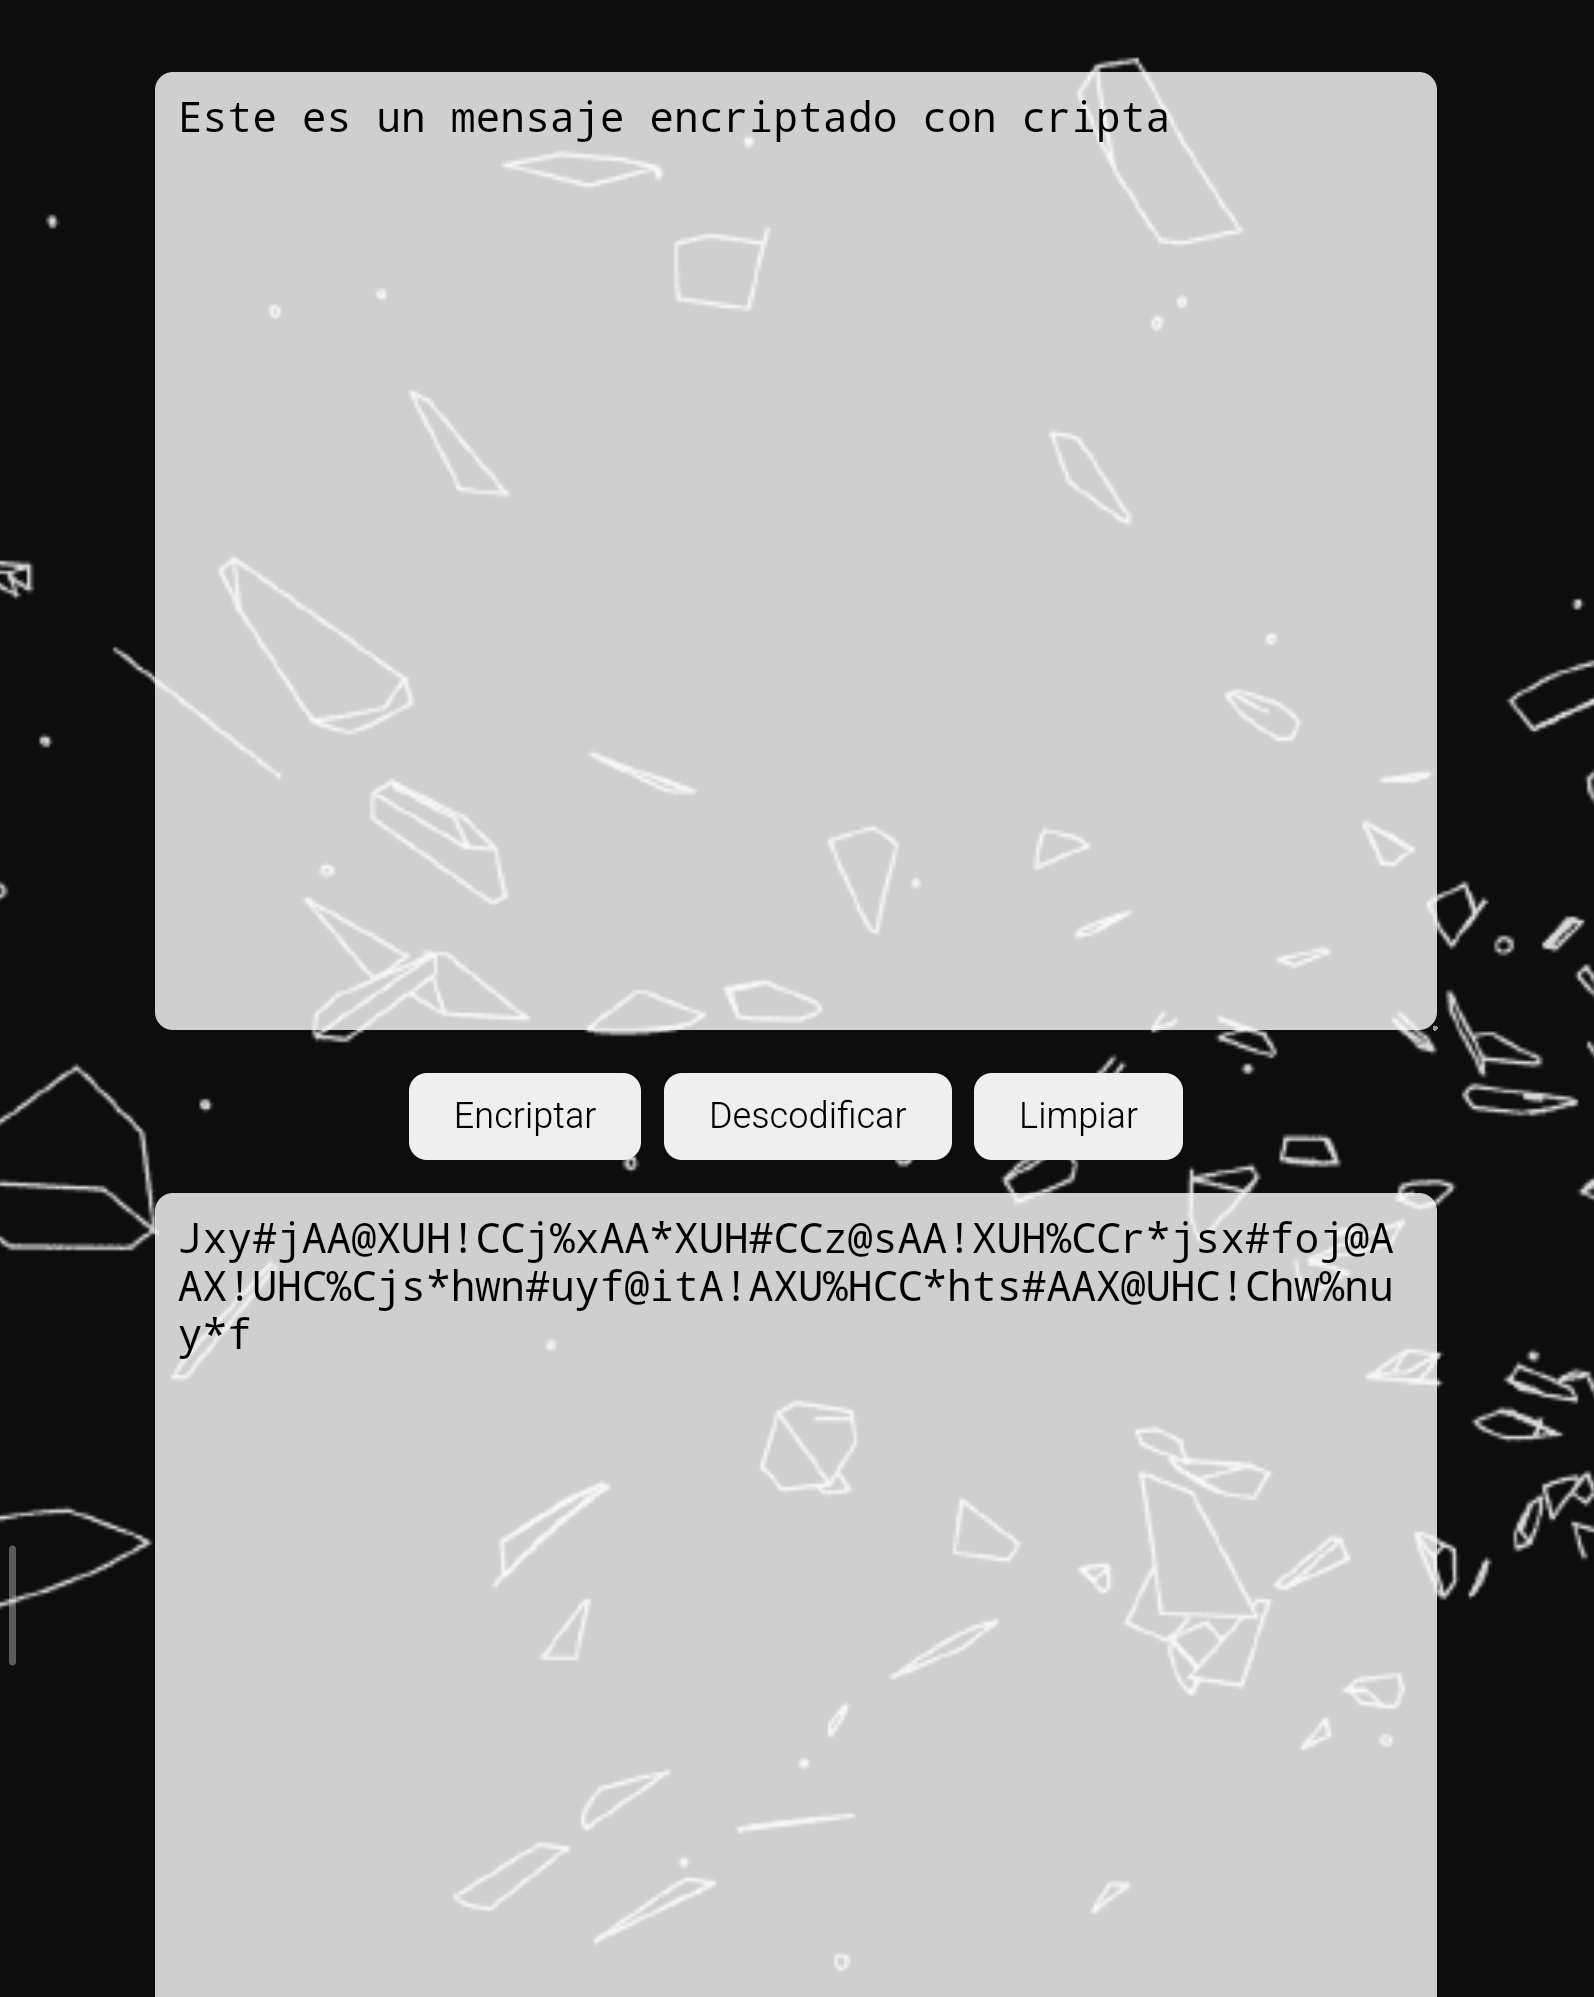 Este es un mensaje encriptado con cripta
Encriptar Descodificar Limpiar
Jxy#jAA@XUH!CCj%xAA*XUH#CCz@sAA!XUH%CCr*jsx#foj@A
AX!UHC%Cjs*hwn#uyf@itA!AXU%HCC*hts#AAX@UHC!Chw%nu
y*f